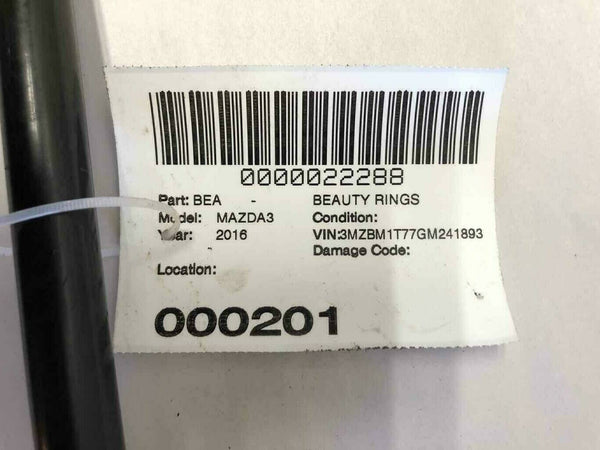 0000022288
Part: BEA - BEAUTY RINGS
Model: MAZDA3 Condition:
Year: 2016 VIN:3MZBM1T77GM241893
Damage Code:
Location:
000201